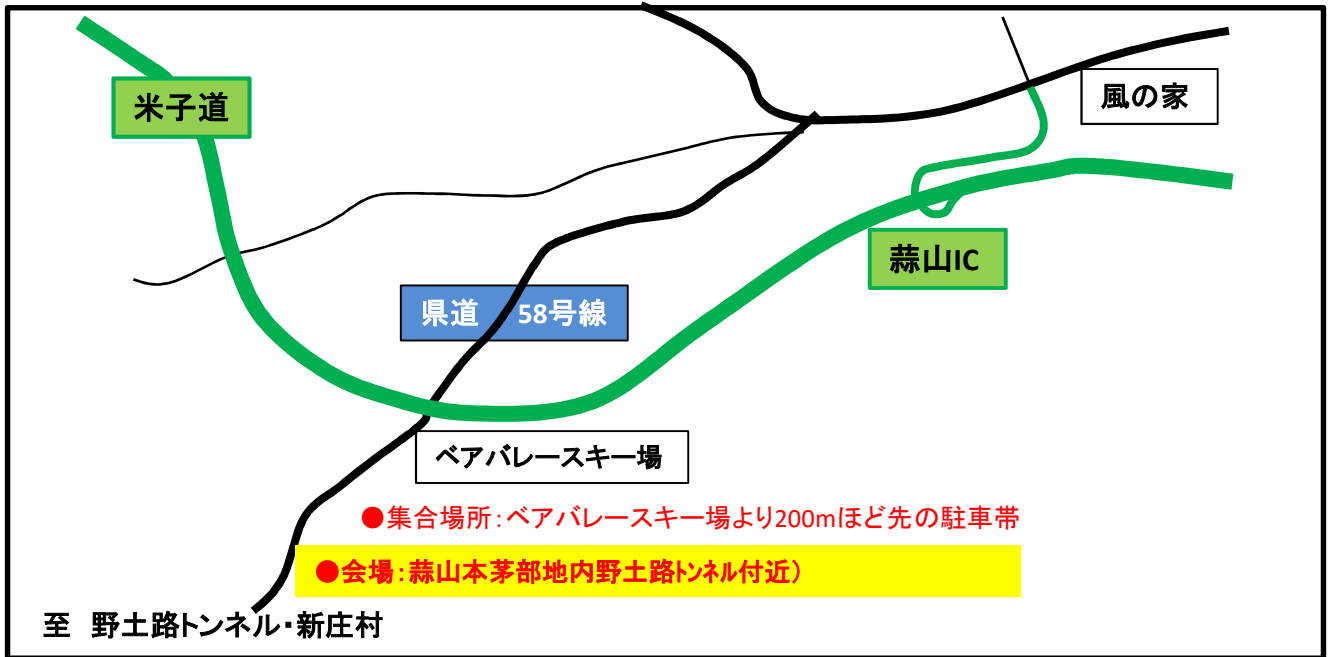 米子道
風の家
蒜山IC
県道　58号線
ベアバレースキー場
●集合場所：ベアバレースキー場より200mほど先の駐車帯
●会場：蒜山本茅部地内野土路ﾄﾝﾈﾙ付近）
至　野土路トンネル・新庄村